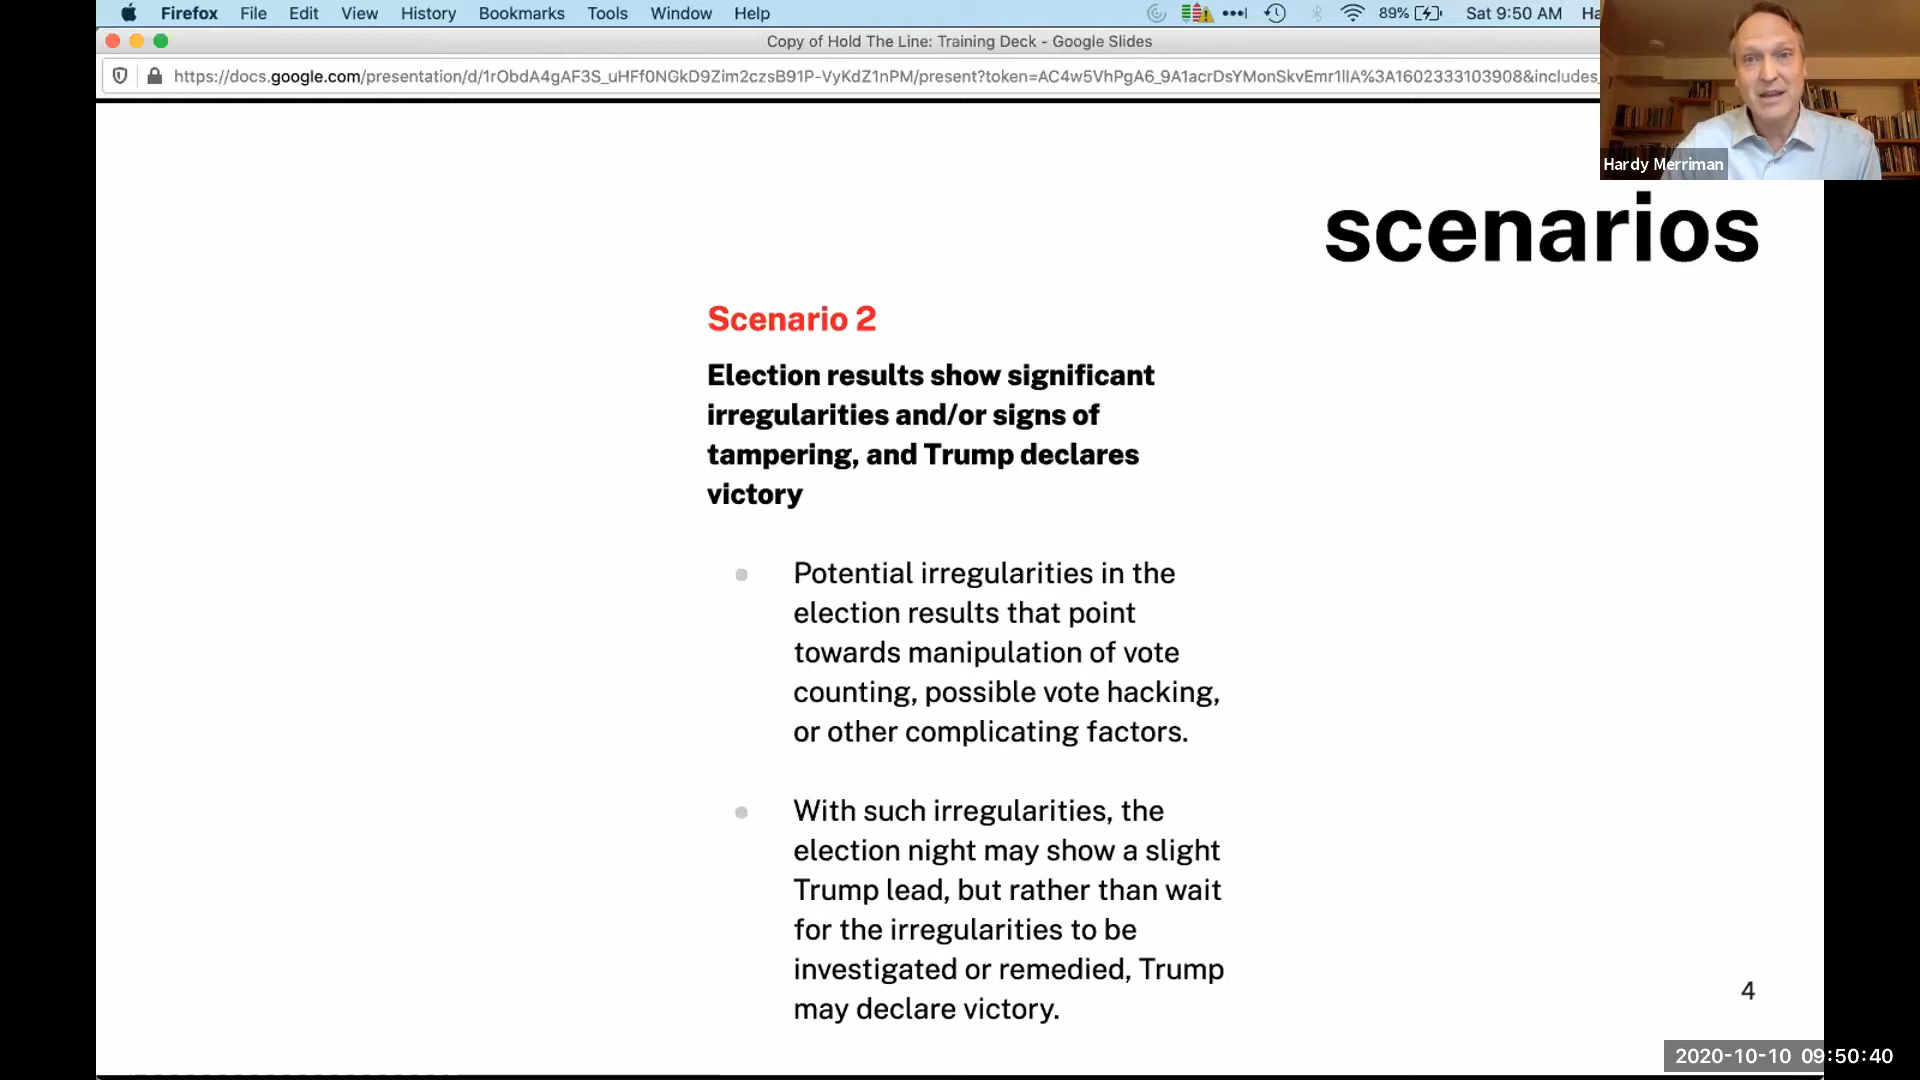 Firefox File Edit View History Bookmarks Tools Window Help 89% Sat 9:50 AM Ha
Copy of Hold The Line: Training Deck - Google Slides
https://docs.google.com/presentation/d/1rObdA4gAF3S_uHFf0NGkD9Zim2czsB91P-VyKdZ1nPM/present?token=AC4w5VhPgA6_9A1acrDsYMonSkvEmr1lIA%3A1602333103908&includes_
Hardy Merriman
scenarios
Scenario 2
Election results show significant
irregularities and/or signs of
tampering, and Trump declares
victory
Potential irregularities in the
election results that point
towards manipulation of vote
counting, possible vote hacking,
or other complicating factors.
With such irregularities, the
election night may show a slight
Trump lead, but rather than wait
for the irregularities to be
investigated or remedied, Trump
may declare victory.
4
2020-10-10 09:50:40